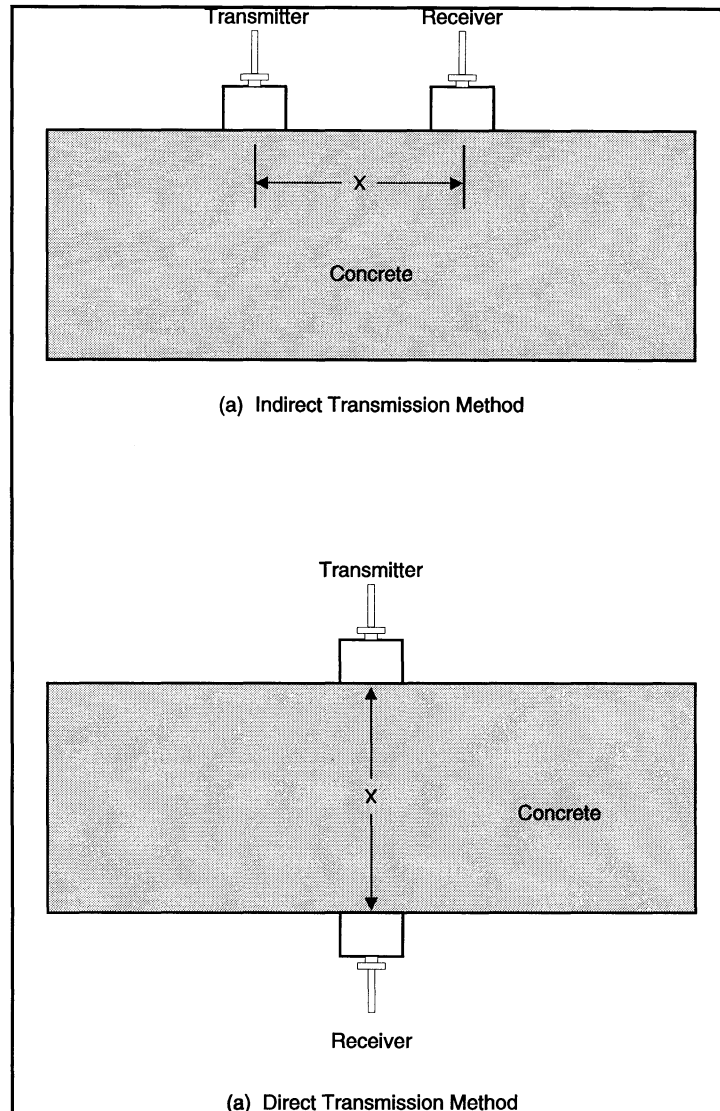 Transmitter Receiver
X
Concrete
(a) Indirect Transmission Method
Transmitter
X
Concrete
Receiver
(a) Direct Transmission Method